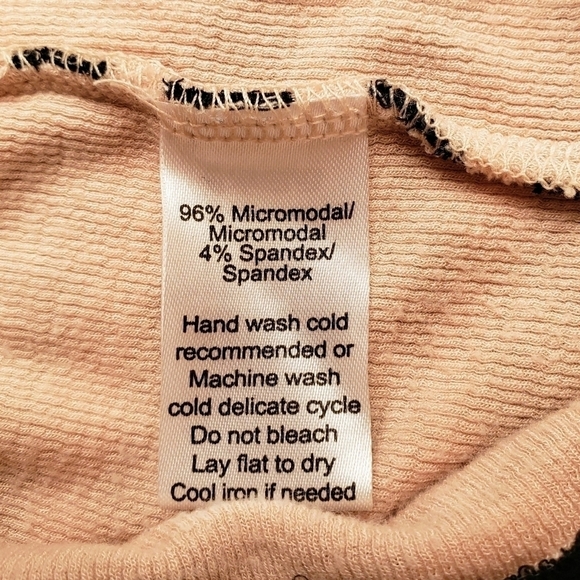 96% Micromodal/
Micromodal
4% Spandex/
Spandex
Hand wash cold
recommended or
Machine wash
cold delicate cycle
Do not bleach
Lay flat to dry
Cool iron if needed